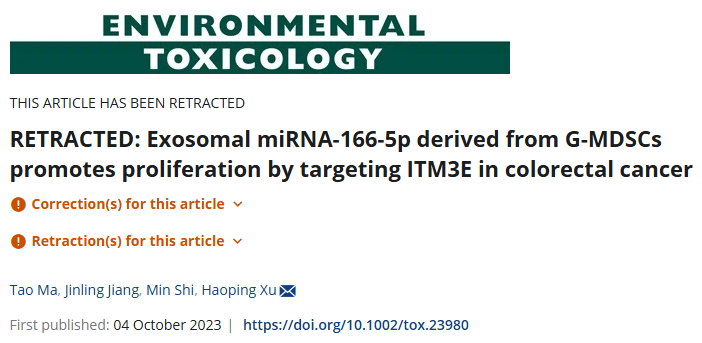 ENVIRONMENTAL
TOXICOLOGY
THIS ARTICLE HAS BEEN RETRACTED
RETRACTED: Exosomal miRNA-166-5p derived from G-MDSCs
promotes proliferation by targeting ITM3E in colorectal cancer
Correction(s) for this article
Retraction(s) for this article
Tao Ma, Jinling Jiang, Min Shi, Haoping Xu
First published: 04 October 2023 | https://doi.org/10.1002/tox.23980